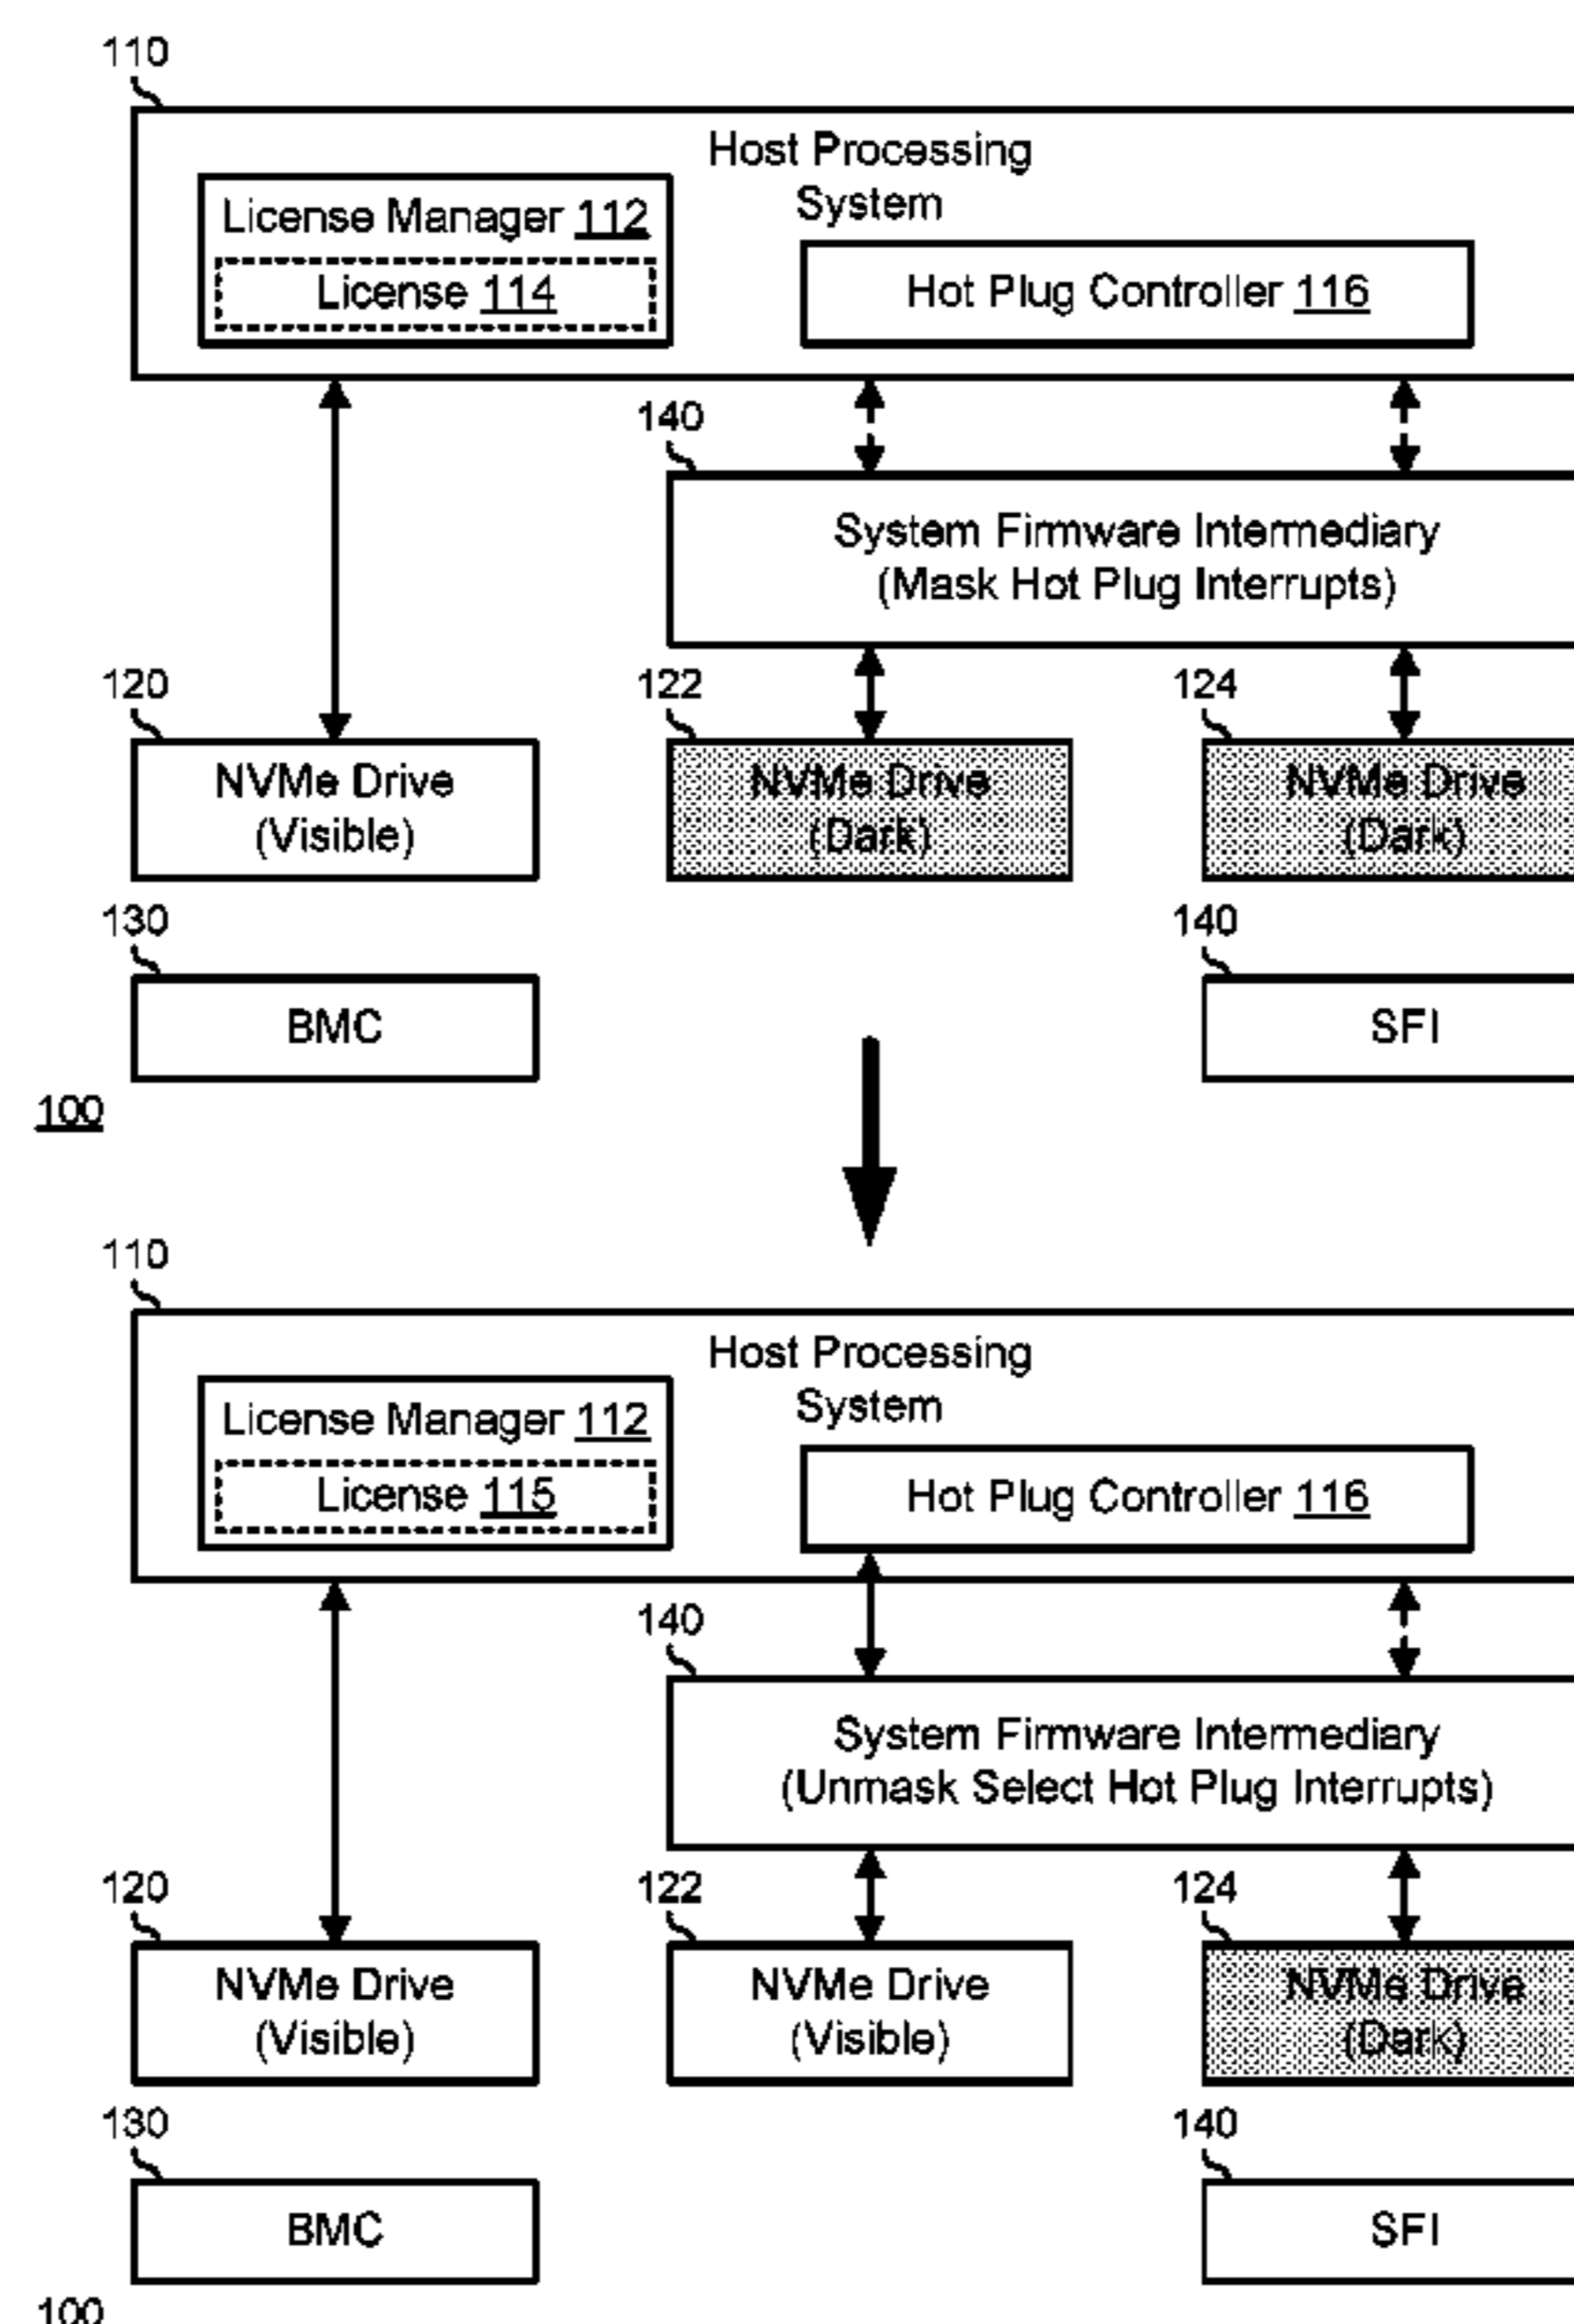 110
Host Processing
System
License Manager 112
License 114
Hot Plug Controller 116
140
System Firmware Intermediary
(Mask Hot Plug Interrupts)
120
122
124
NVMe Drive
(Visible)
NVMe Drive
(Dark)
NVMe Drive
(Dark)
130
140
BMC
SFI
100
110
Host Processing
System
License Manager 112
License 115
Hot Plug Controller 116
140
System Firmware Intermediary
(Unmask Select Hot Plug Interrupts)
120
122
124
NVMe Drive
(Visible)
NVMe Drive
(Visible)
NVMe Drive
(Dark)
130
140
BMC
SFI
100